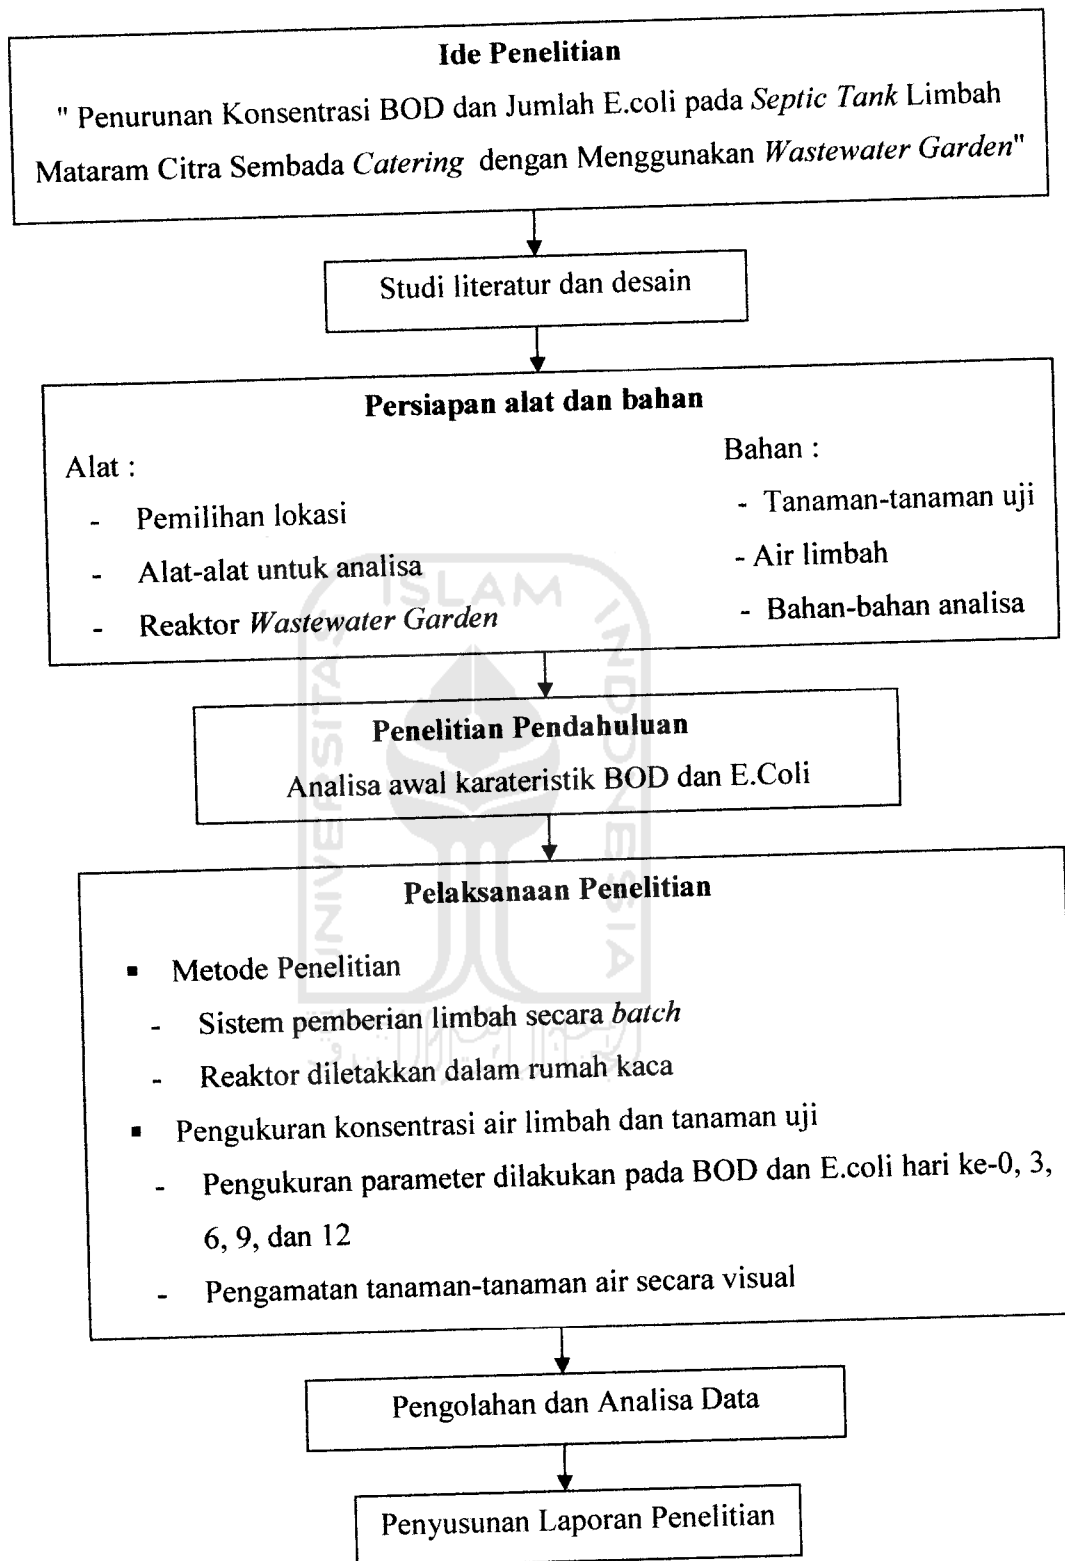 Ide Penelitian
" Penurunan Konsentrasi BOD dan Jumlah E.coli pada Septic Tank Limbah
Mataram Citra Sembada Catering dengan Menggunakan Wastewater Garden"
Studi literatur dan desain
Persiapan alat dan bahan
Alat :
- Pemilihan lokasi
- Alat-alat untuk analisa
- Reaktor Wastewater Garden
Bahan :
- Tanaman-tanaman uji
- Air limbah
- Bahan-bahan analisa
Penelitian Pendahuluan
Analisa awal karateristik BOD dan E.Coli
Pelaksanaan Penelitian
▪ Metode Penelitian
- Sistem pemberian limbah secara batch
- Reaktor diletakkan dalam rumah kaca
▪ Pengukuran konsentrasi air limbah dan tanaman uji
- Pengukuran parameter dilakukan pada BOD dan E.coli hari ke-0, 3,
6, 9, dan 12
- Pengamatan tanaman-tanaman air secara visual
Pengolahan dan Analisa Data
Penyusunan Laporan Penelitian
UNIVERSITAS
ISLAM
INDONESIA